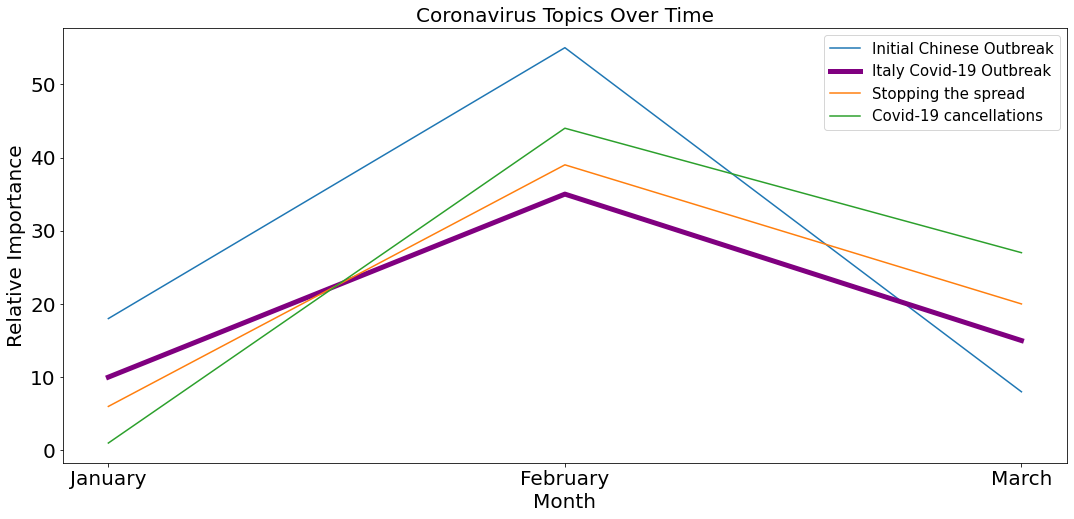 Coronavirus Topics Over Time
Initial Chinese Outbreak
Italy Covid-19 Outbreak
Stopping the spread
Covid-19 cancellations
Relative Importance
50
40
30
20
10
0
January February March
Month